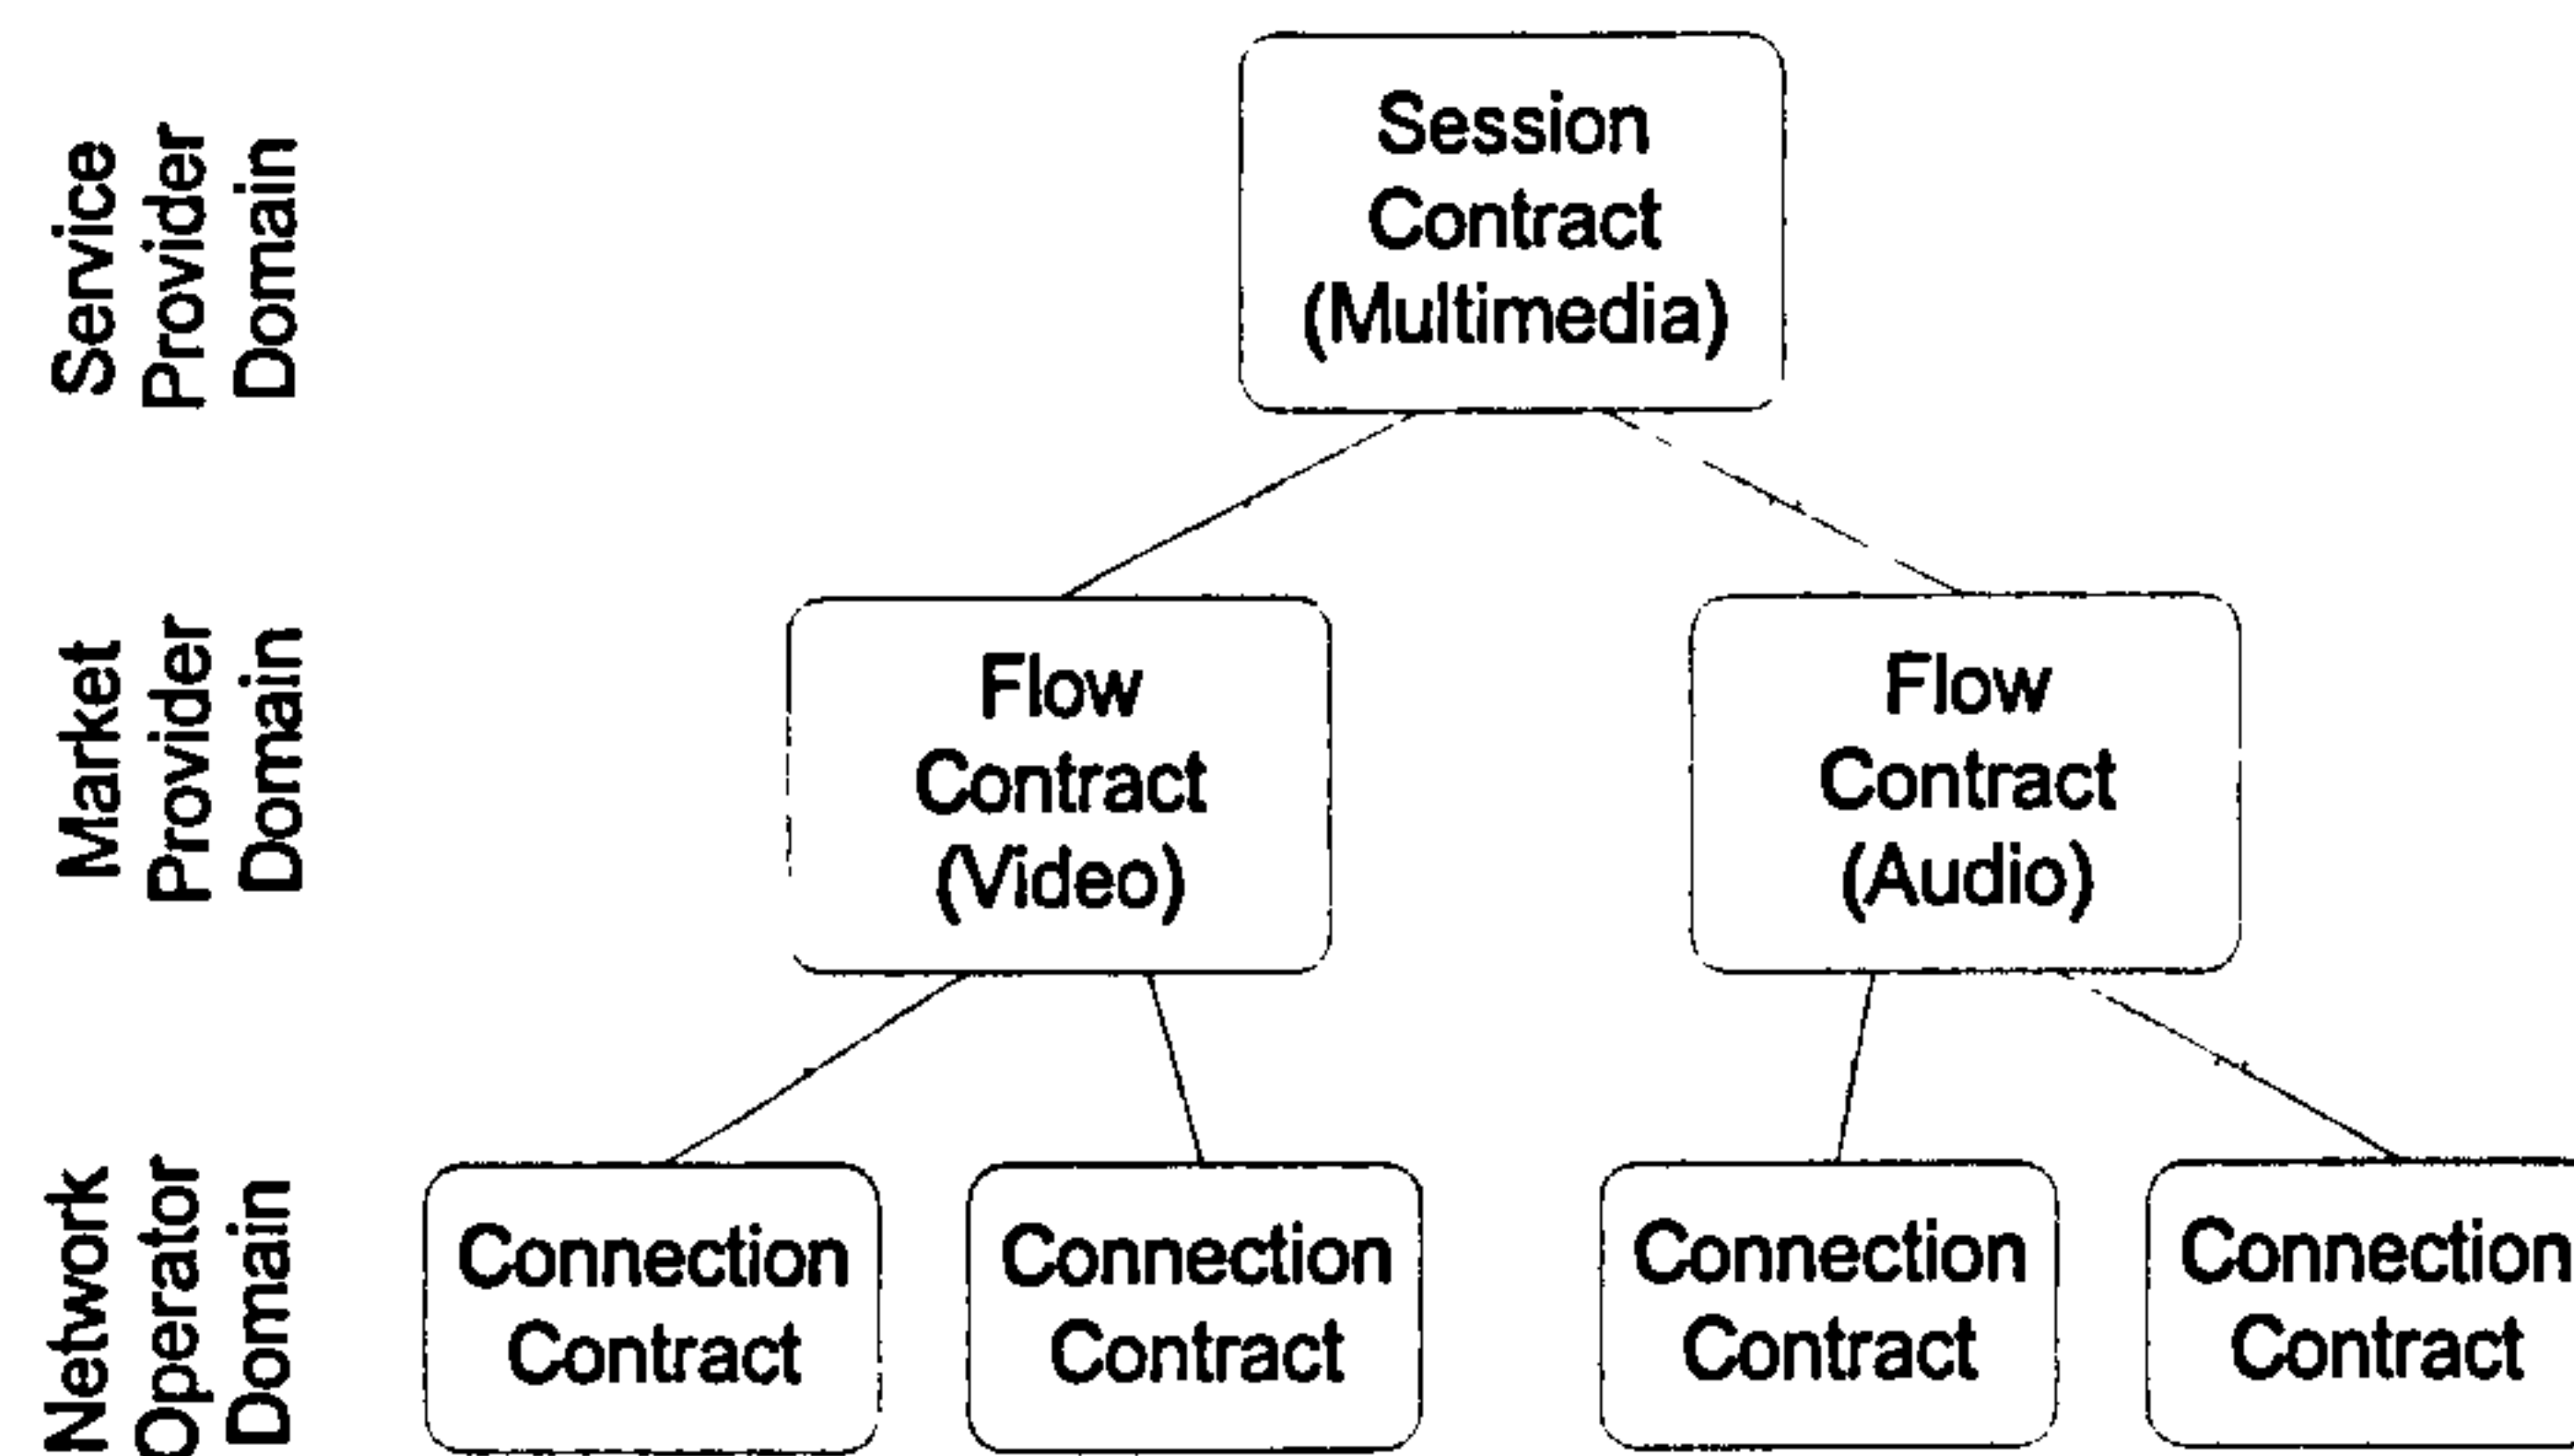 Service
Provider
Domain
Session
Contract
(Multimedia)
Market
Provider
Domain
Flow
Contract
(Video)
Flow
Contract
(Audio)
Network
Operator
Domain
Connection
Contract
Connection
Contract
Connection
Contract
Connection
Contract